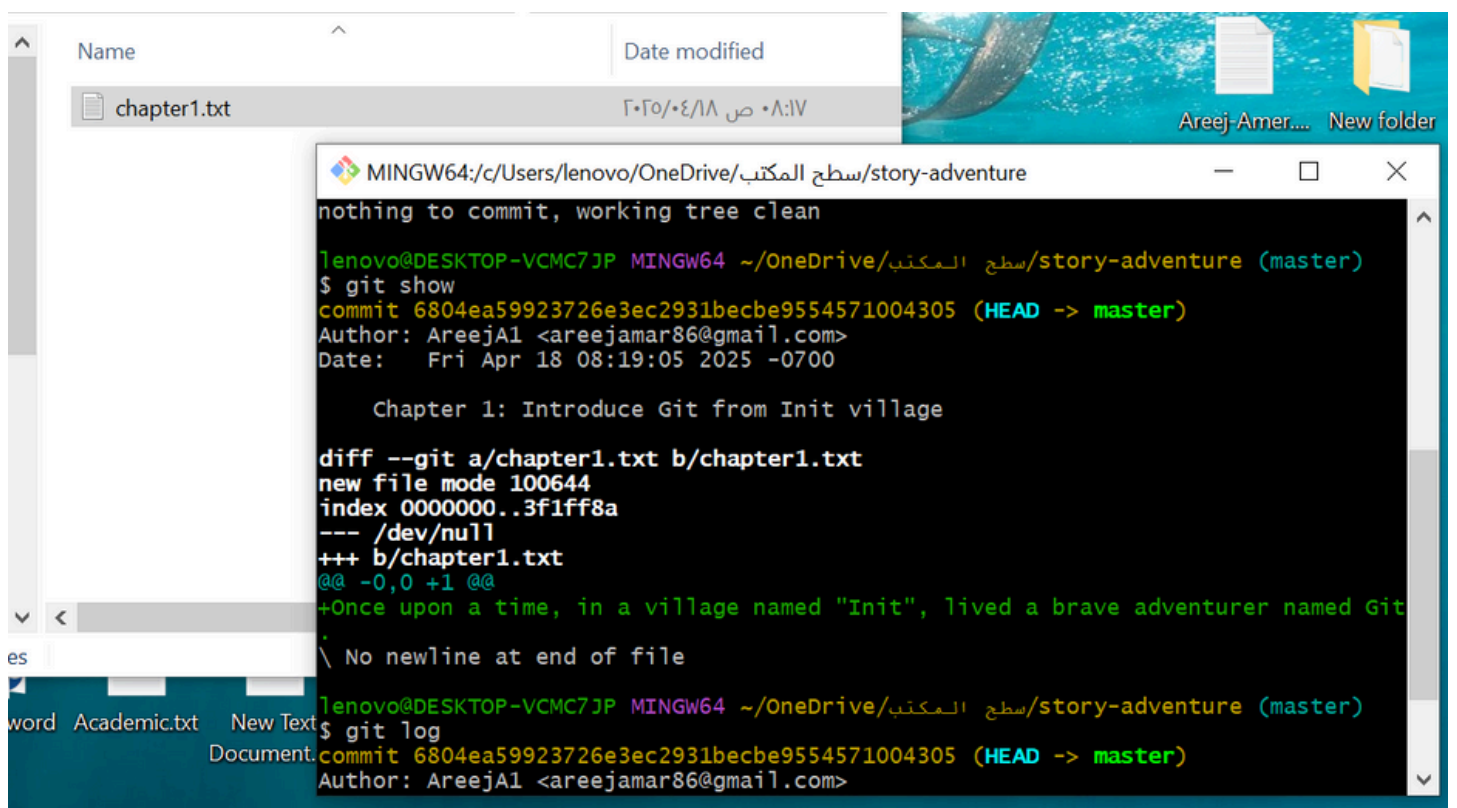 Name
Date modified
chapter1.txt
٢٠٢٥/٠٤/١٨ ص ٠٨:١٧
Areej-Amer....
New folder
MINGW64:/c/Users/lenovo/OneDrive/سطح المكتب/story-adventure
nothing to commit, working tree clean
lenovo@DESKTOP-VCMC7JP MINGW64 ~/OneDrive/سطح المكتب/story-adventure (master)
$ git show
commit 6804ea59923726e3ec2931becbe9554571004305 (HEAD -> master)
Author: AreejA1 <areejamar86@gmail.com>
Date:   Fri Apr 18 08:19:05 2025 -0700
Chapter 1: Introduce Git from Init village
diff --git a/chapter1.txt b/chapter1.txt
new file mode 100644
index 0000000..3f1ff8a
--- /dev/null
+++ b/chapter1.txt
@@ -0,0 +1 @@
+Once upon a time, in a village named "Init", lived a brave adventurer named Git
.
\ No newline at end of file
lenovo@DESKTOP-VCMC7JP MINGW64 ~/OneDrive/سطح المكتب/story-adventure (master)
$ git log
commit 6804ea59923726e3ec2931becbe9554571004305 (HEAD -> master)
Author: AreejA1 <areejamar86@gmail.com>
es
word
Academic.txt
New Text
Document.